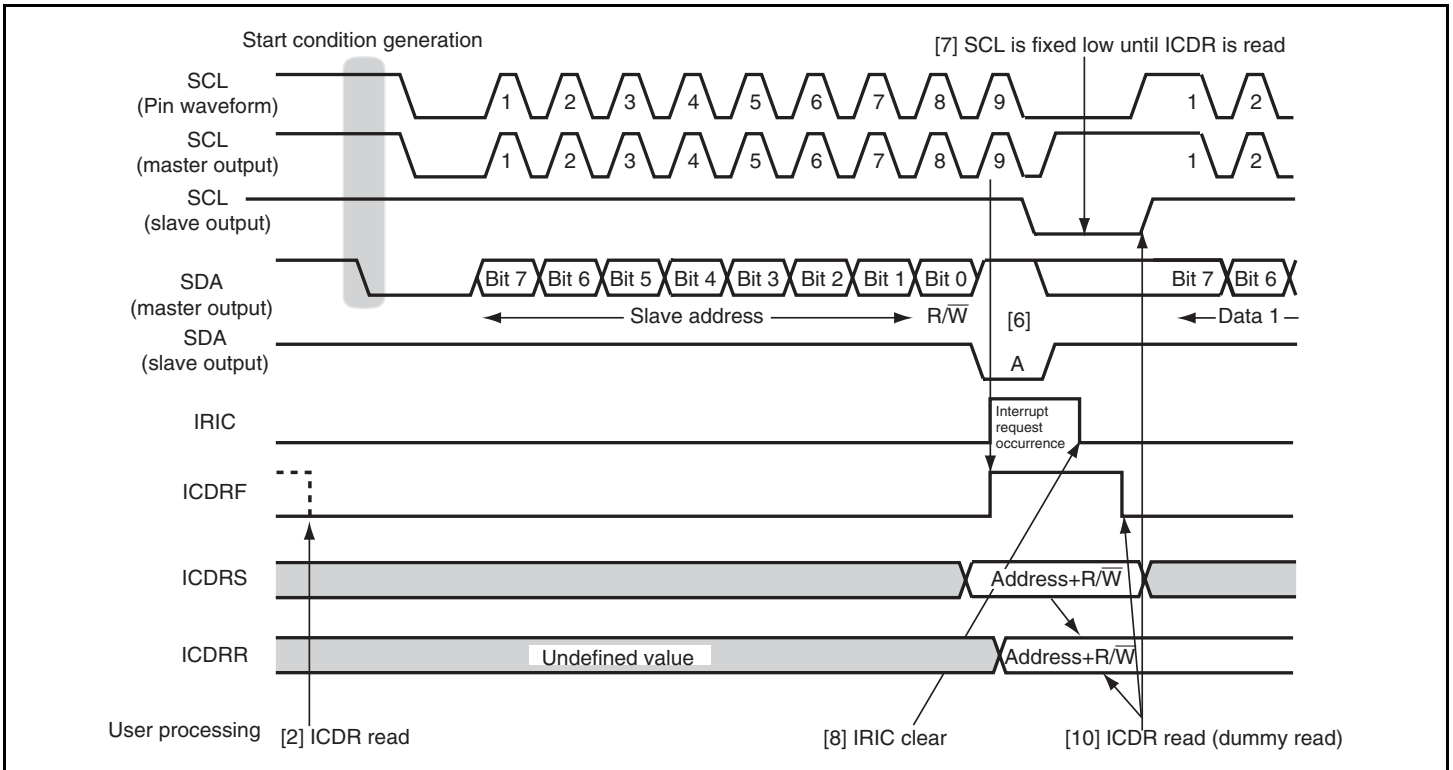 Start condition generation
[7] SCL is fixed low until ICDR is read
SCL
(Pin waveform)
1 2 3 4 5 6 7 8 9 1 2
SCL
(master output)
1 2 3 4 5 6 7 8 9 1 2
SCL
(slave output)
SDA
(master output)
Bit 7 Bit 6 Bit 5 Bit 4 Bit 3 Bit 2 Bit 1 Bit 0 Bit 7 Bit 6
Slave address R/W̅ [6] Data 1
SDA
(slave output)
A
IRIC
Interrupt
request
occurrence
ICDRF
ICDRS
Address+R/W̅
ICDRR
Undefined value
Address+R/W̅
User processing
[2] ICDR read
[8] IRIC clear
[10] ICDR read (dummy read)